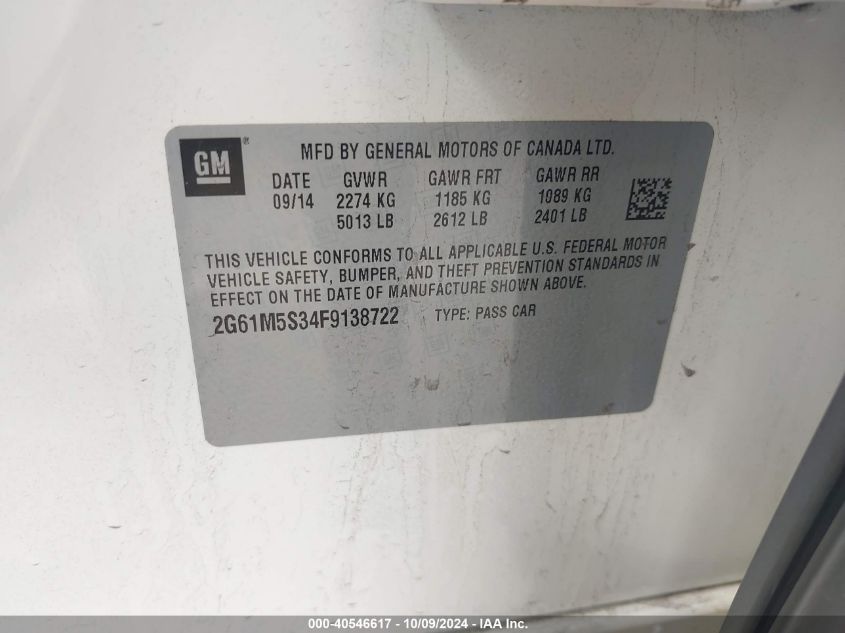 GM ® MFD BY GENERAL MOTORS OF CANADA LTD.
DATE GVWR GAWR FRT GAWR RR
09/14 2274 KG 1185 KG 1089 KG
5013 LB 2612 LB 2401 LB
THIS VEHICLE CONFORMS TO ALL APPLICABLE U.S. FEDERAL MOTOR
VEHICLE SAFETY, BUMPER, AND THEFT PREVENTION STANDARDS IN
EFFECT ON THE DATE OF MANUFACTURE SHOWN ABOVE.
2G61M5S34F9138722 TYPE: PASS CAR
000-40546617 - 10/09/2024 - IAA Inc.